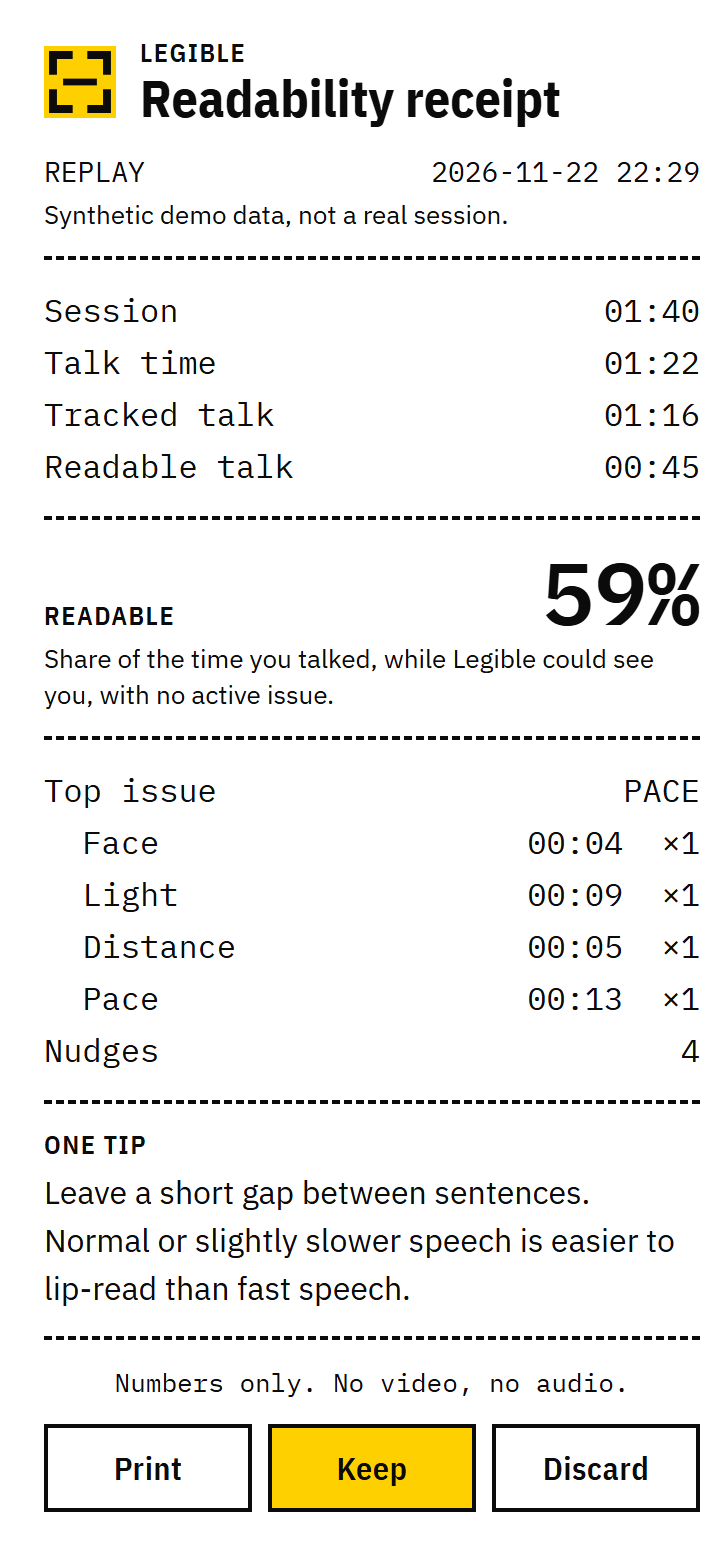 LEGIBLE
Readability receipt
REPLAY 2026-11-22 22:29
Synthetic demo data, not a real session.
Session 01:40
Talk time 01:22
Tracked talk 01:16
Readable talk 00:45
READABLE 59%
Share of the time you talked, while Legible could see
you, with no active issue.
Top issue PACE
Face 00:04 ×1
Light 00:09 ×1
Distance 00:05 ×1
Pace 00:13 ×1
Nudges 4
ONE TIP
Leave a short gap between sentences.
Normal or slightly slower speech is easier to
lip-read than fast speech.
Numbers only. No video, no audio.
Print Keep Discard